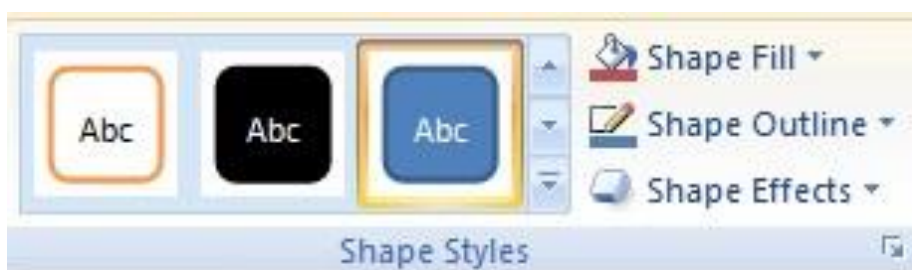 Abc Abc Abc
Shape Fill
Shape Outline
Shape Effects
Shape Styles